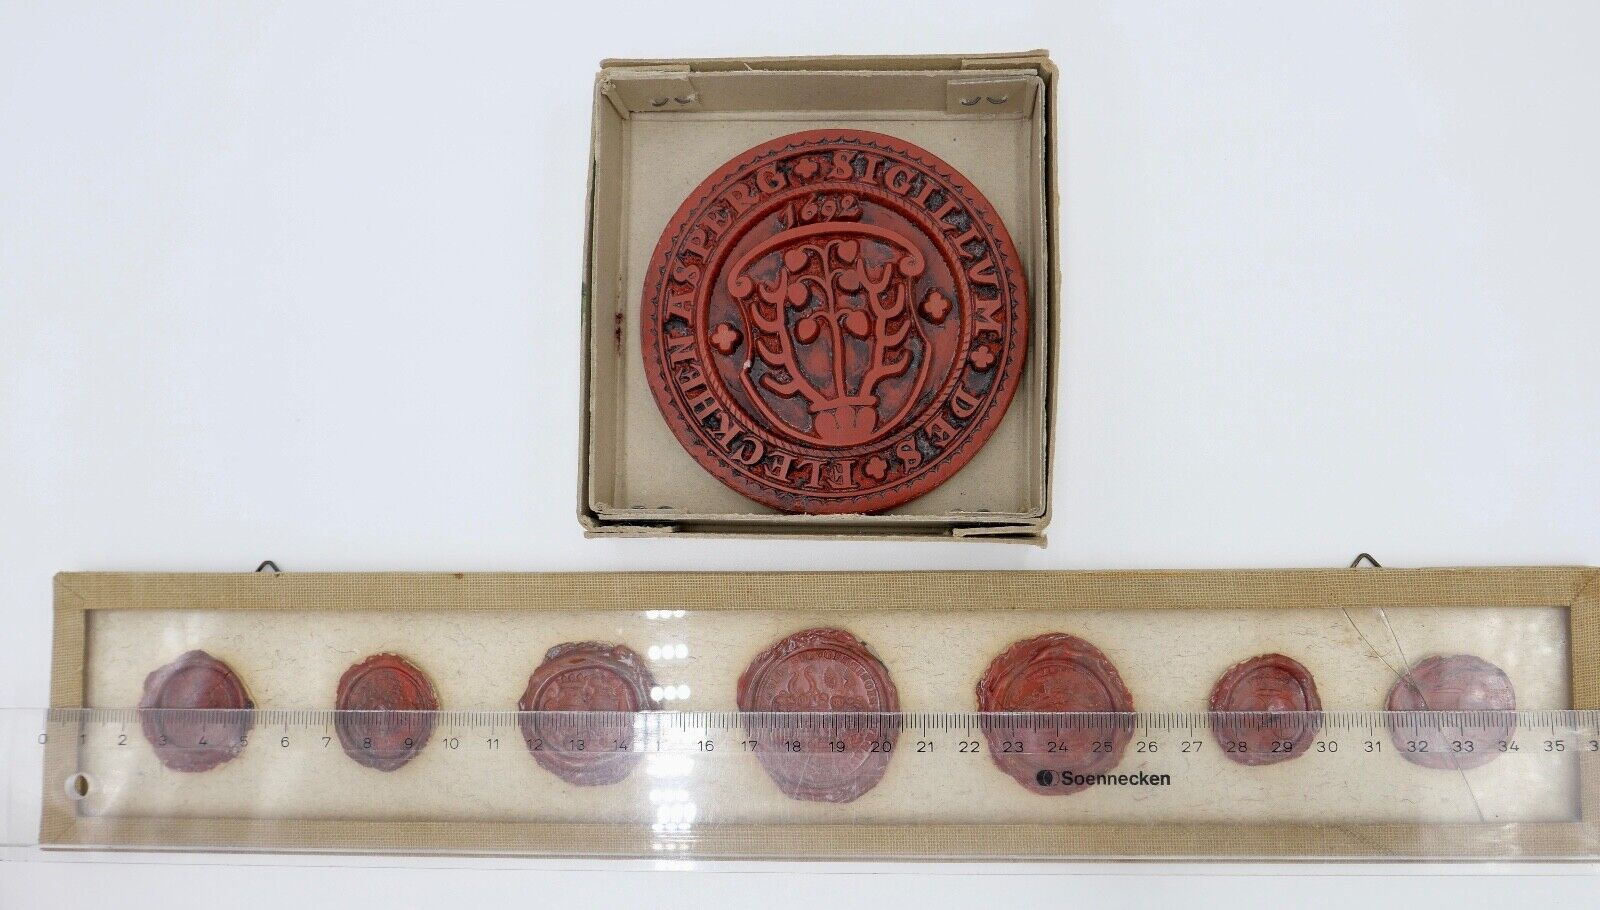 SIGILLVM DES FLECKHEN ASPERG
1692
0 1 2 3 4 5 6 7 8 9 10 11 12 13 14 16 17 18 19 20 21 22 23 24 25 26 27 28 29 30 31 32 33 34 35
Soennecken